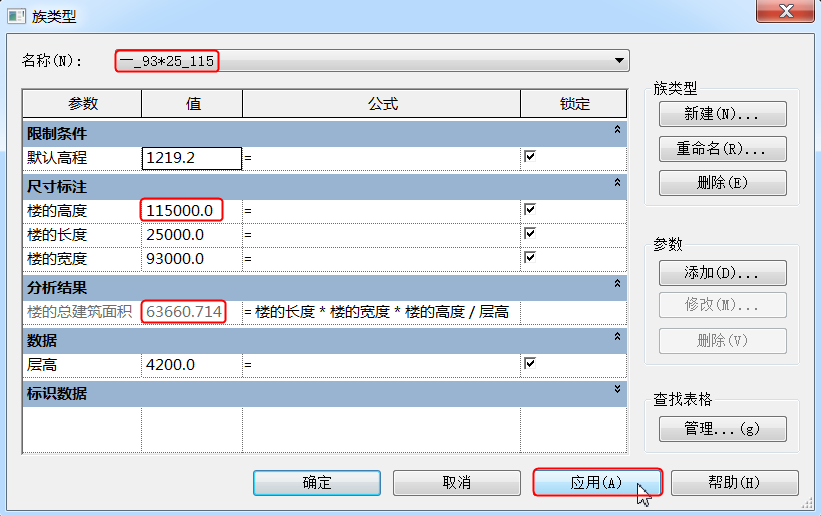 族类型
名称(N): 一_93*25_115
参数 值 公式 锁定
限制条件
默认高程 1219.2 =
尺寸标注
楼的高度 115000.0 =
楼的长度 25000.0 =
楼的宽度 93000.0 =
分析结果
楼的总建筑面积 63660.714 = 楼的长度 * 楼的宽度 * 楼的高度 / 层高
数据
层高 4200.0 =
标识数据
族类型
新建(N)...
重命名(R)...
删除(E)
参数
添加(D)...
修改(M)...
删除(V)
查找表格
管理...(g)
确定 取消 应用(A) 帮助(H)